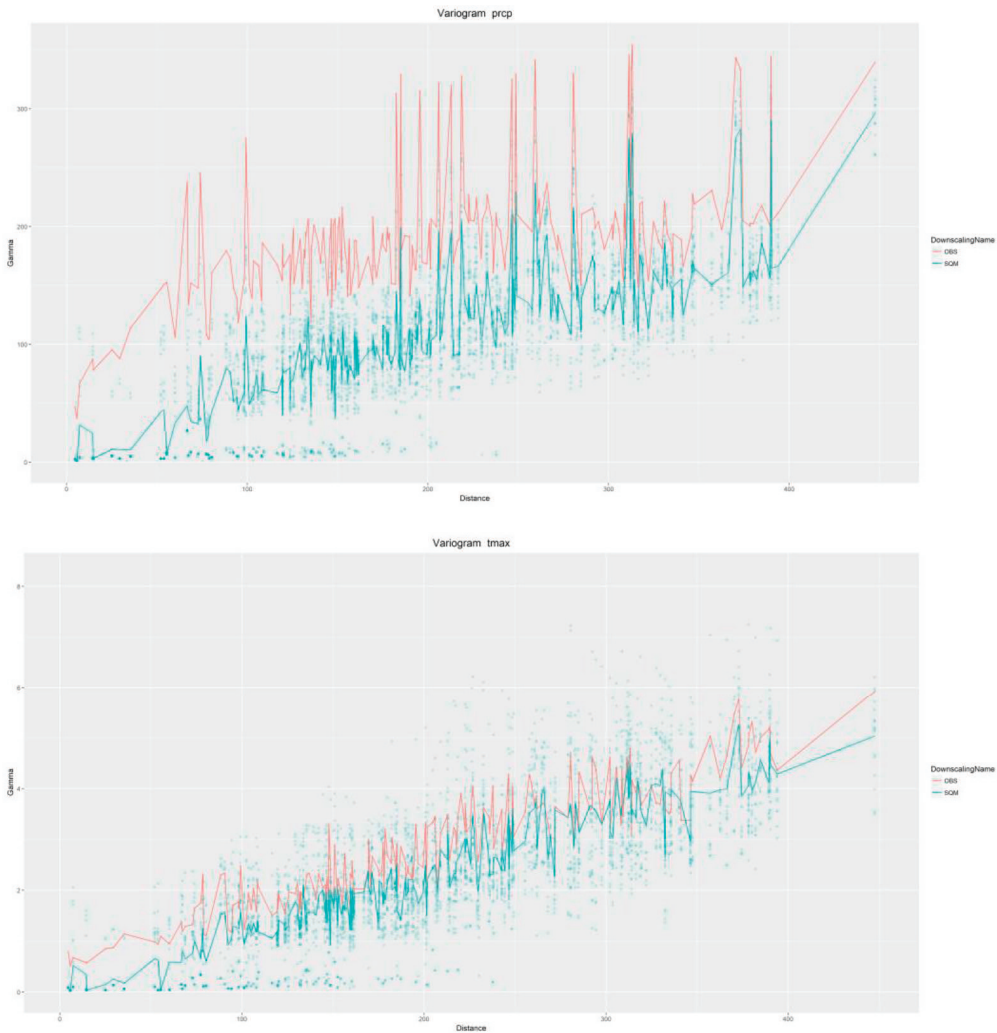 Variogram prcp
300-
200-
100-
0-
Gamma
0
100
200
300
400
Distance
DownscalingName
OBS
SQM
Variogram tmax
8-
6-
4-
2-
0-
Gamma
0
100
200
300
400
Distance
DownscalingName
OBS
SQM